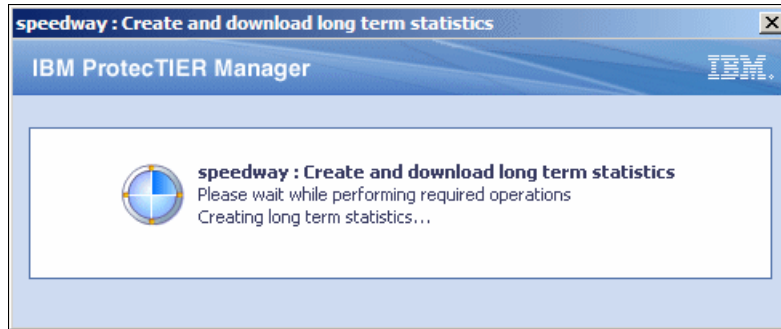 speedway : Create and download long term statistics
IBM ProtecTIER Manager
IBM.
speedway : Create and download long term statistics
Please wait while performing required operations
Creating long term statistics...